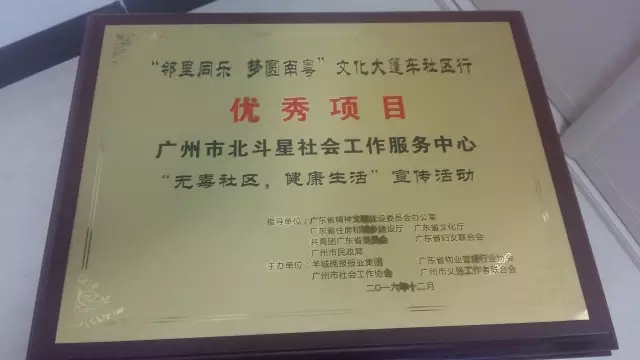 “邻里同乐 梦圆南粤”文化大篷车社区行
优秀项目
广州市北斗星社会工作服务中心
“无毒社区，健康生活”宣传活动
指导单位：广东省精神文明建设委员会办公室
广东省住房和城乡建设厅 广东省文化厅
共青团广东省委员会 广东省妇女联合会
广州市民政局
主办单位：羊城晚报报业集团 广东省物业管理行业协会
广州市社会工作协会 广州市义务工作者联合会
二〇一六年十二月